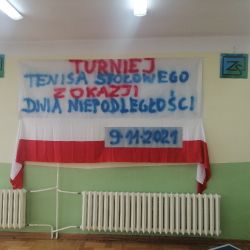 TURNIEJ
TENISA STOŁOWEGO
Z OKAZJI
DNIA NIEPODLEGŁOŚCI
9-11-2021